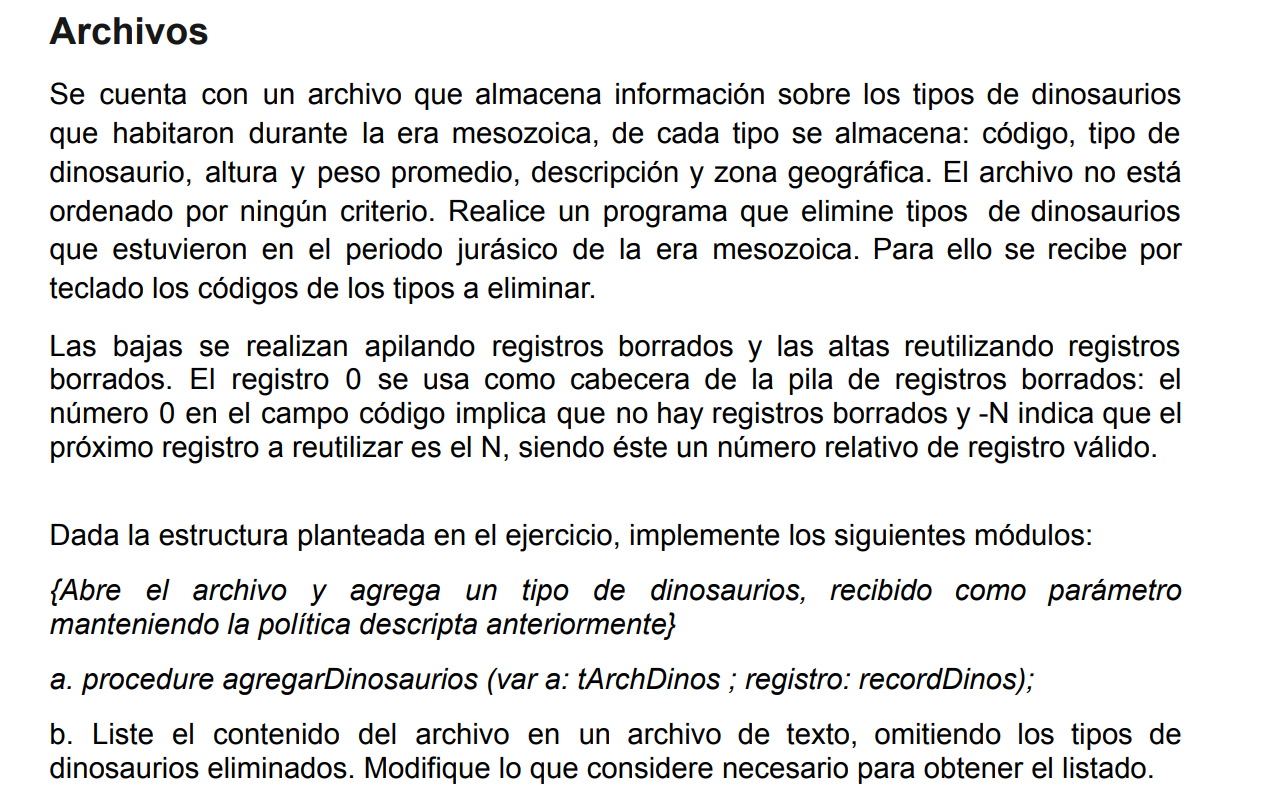 Archivos
Se cuenta con un archivo que almacena información sobre los tipos de dinosaurios
que habitaron durante la era mesozoica, de cada tipo se almacena: código, tipo de
dinosaurio, altura y peso promedio, descripción y zona geográfica. El archivo no está
ordenado por ningún criterio. Realice un programa que elimine tipos de dinosaurios
que estuvieron en el periodo jurásico de la era mesozoica. Para ello se recibe por
teclado los códigos de los tipos a eliminar.
Las bajas se realizan apilando registros borrados y las altas reutilizando registros
borrados. El registro 0 se usa como cabecera de la pila de registros borrados: el
número 0 en el campo código implica que no hay registros borrados y -N indica que el
próximo registro a reutilizar es el N, siendo éste un número relativo de registro válido.
Dada la estructura planteada en el ejercicio, implemente los siguientes módulos:
{Abre el archivo y agrega un tipo de dinosaurios, recibido como parámetro
manteniendo la política descripta anteriormente}
a. procedure agregarDinosaurios (var a: tArchDinos ; registro: recordDinos);
b. Liste el contenido del archivo en un archivo de texto, omitiendo los tipos de
dinosaurios eliminados. Modifique lo que considere necesario para obtener el listado.